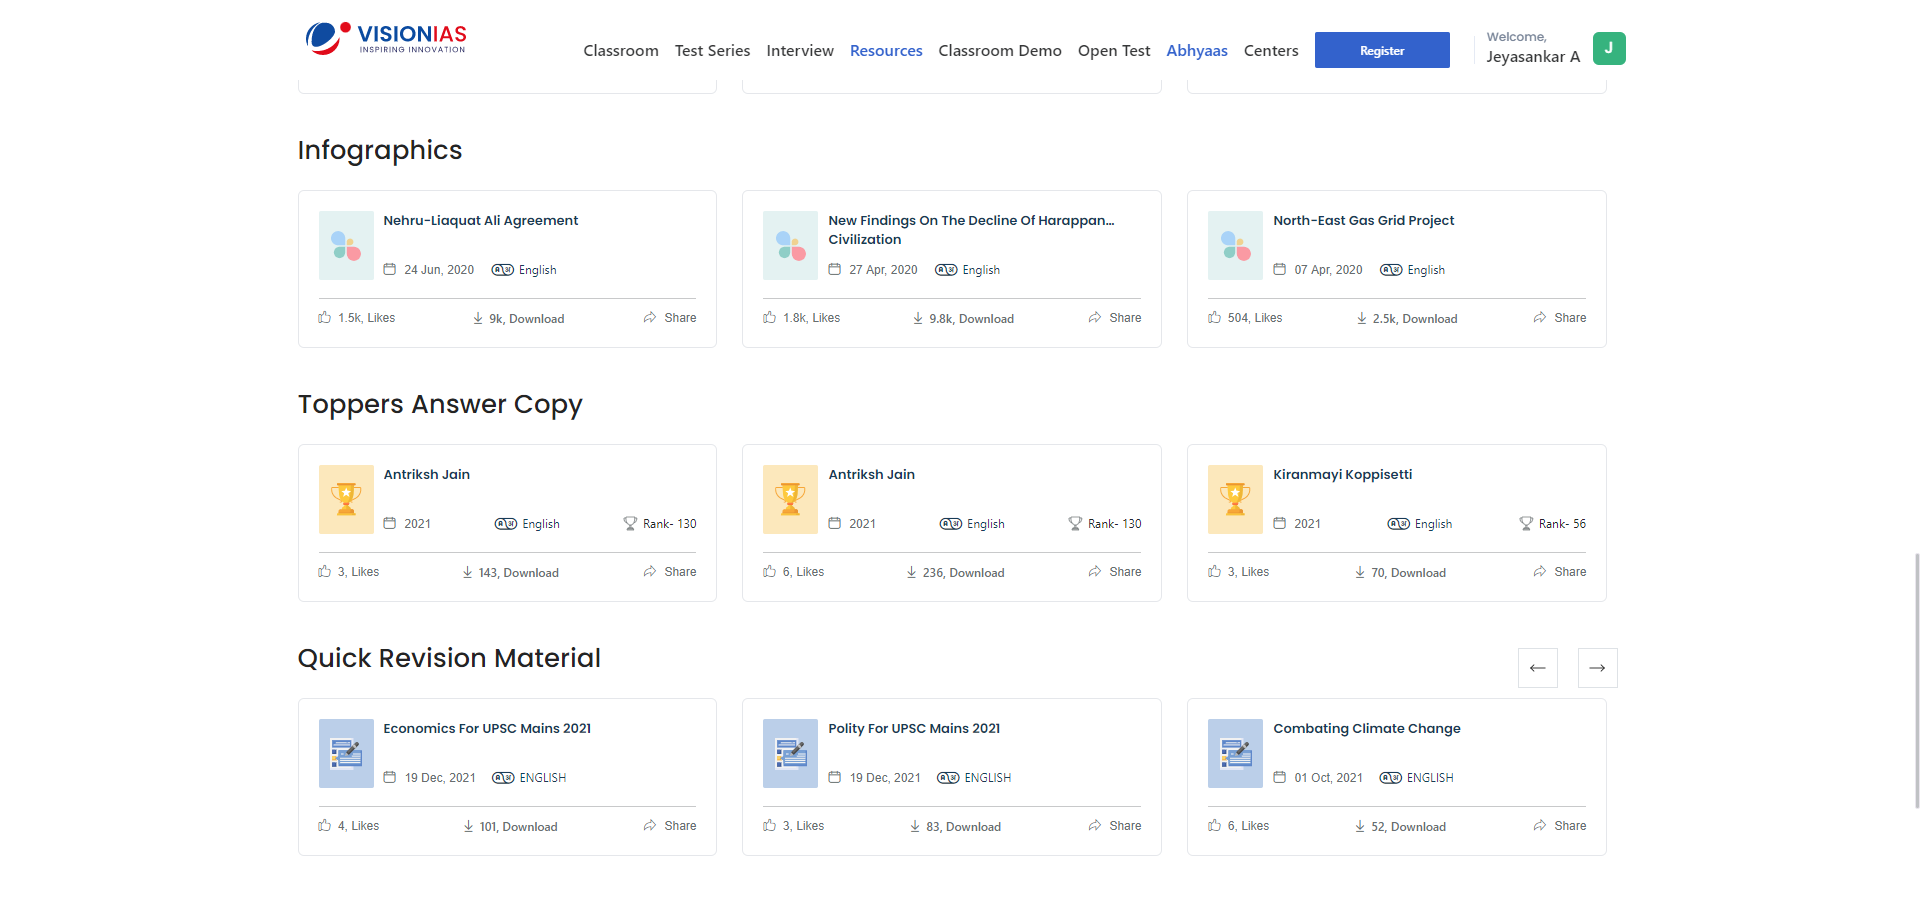 VISIONIAS
INSPIRING INNOVATION
Classroom Test Series Interview Resources Classroom Demo Open Test Abhyaas Centers Register
Welcome,
Jeyasankar A
J
Infographics
Nehru-Liaquat Ali Agreement
24 Jun, 2020 English
1.5k, Likes 9k, Download Share
New Findings On The Decline Of Harappan...
Civilization
27 Apr, 2020 English
1.8k, Likes 9.8k, Download Share
North-East Gas Grid Project
07 Apr, 2020 English
504, Likes 2.5k, Download Share
Toppers Answer Copy
Antriksh Jain
2021 English Rank- 130
3, Likes 143, Download Share
Antriksh Jain
2021 English Rank- 130
6, Likes 236, Download Share
Kiranmayi Koppisetti
2021 English Rank- 56
3, Likes 70, Download Share
Quick Revision Material
Economics For UPSC Mains 2021
19 Dec, 2021 ENGLISH
4, Likes 101, Download Share
Polity For UPSC Mains 2021
19 Dec, 2021 ENGLISH
3, Likes 83, Download Share
Combating Climate Change
01 Oct, 2021 ENGLISH
6, Likes 52, Download Share